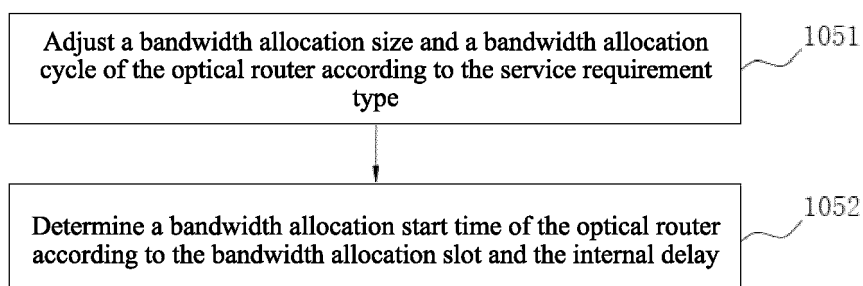 Adjust a bandwidth allocation size and a bandwidth allocation
cycle of the optical router according to the service requirement
type
1051
Determine a bandwidth allocation start time of the optical router
according to the bandwidth allocation slot and the internal delay
1052